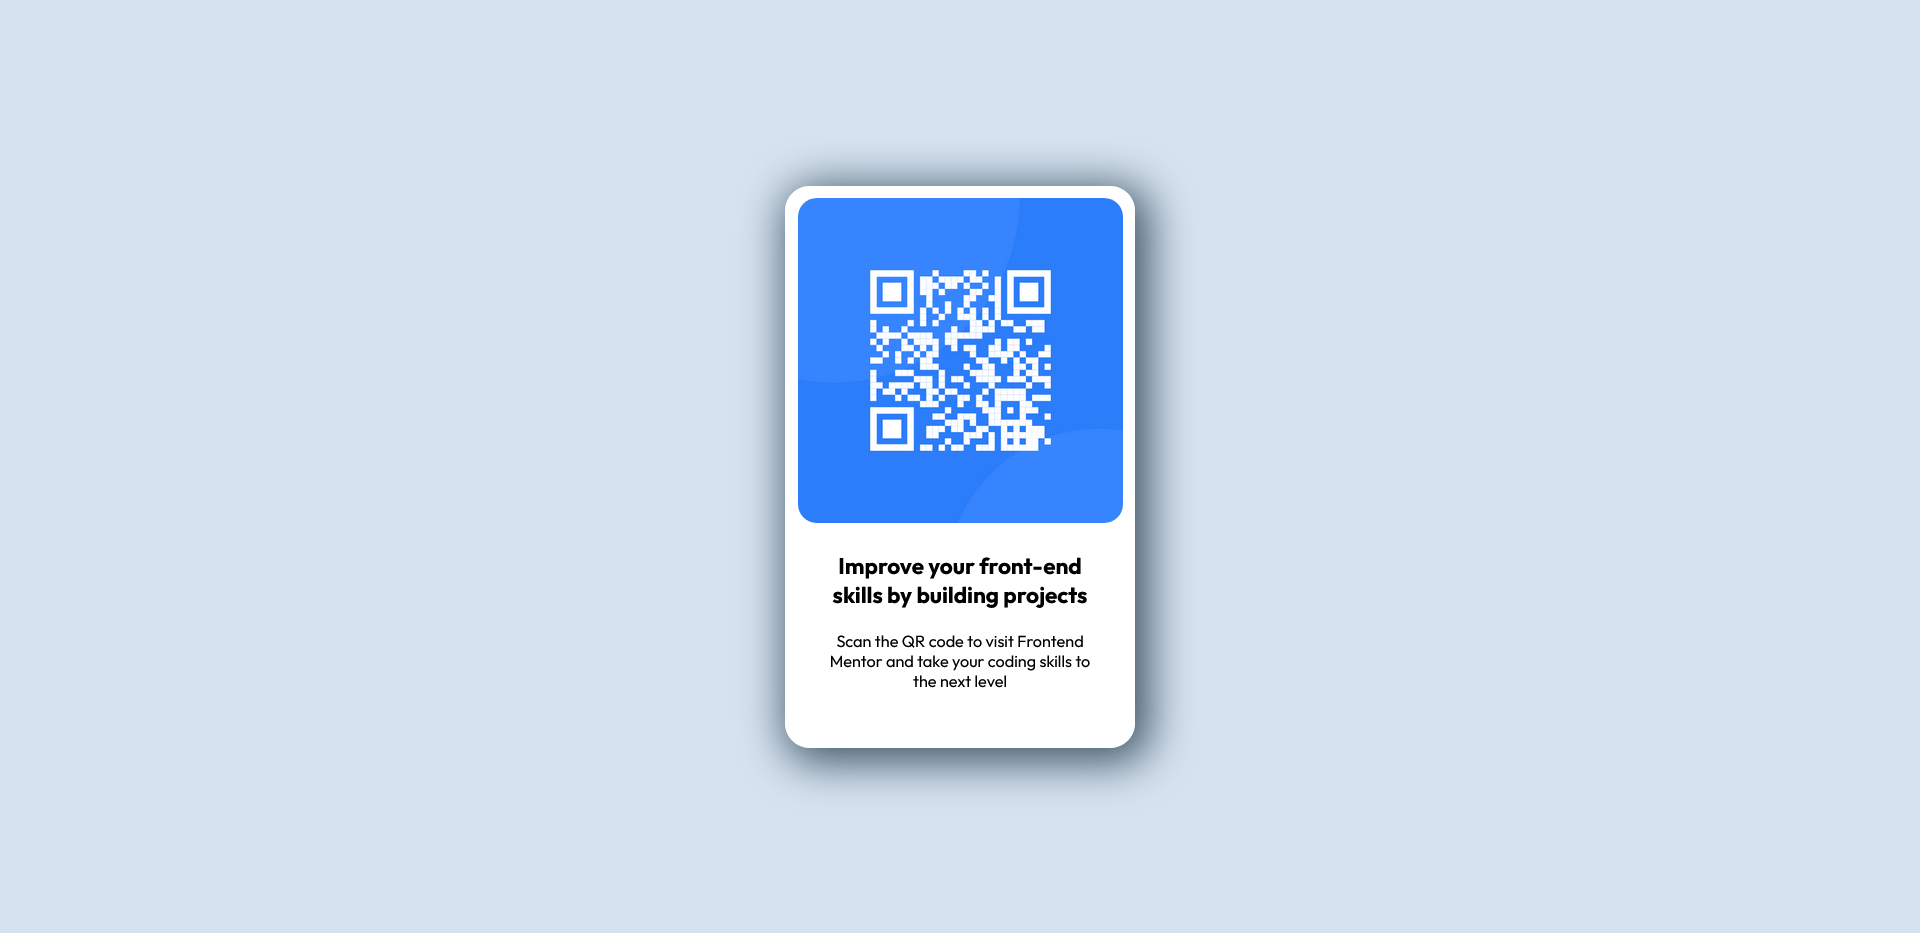 Improve your front-end
skills by building projects
Scan the QR code to visit Frontend
Mentor and take your coding skills to
the next level